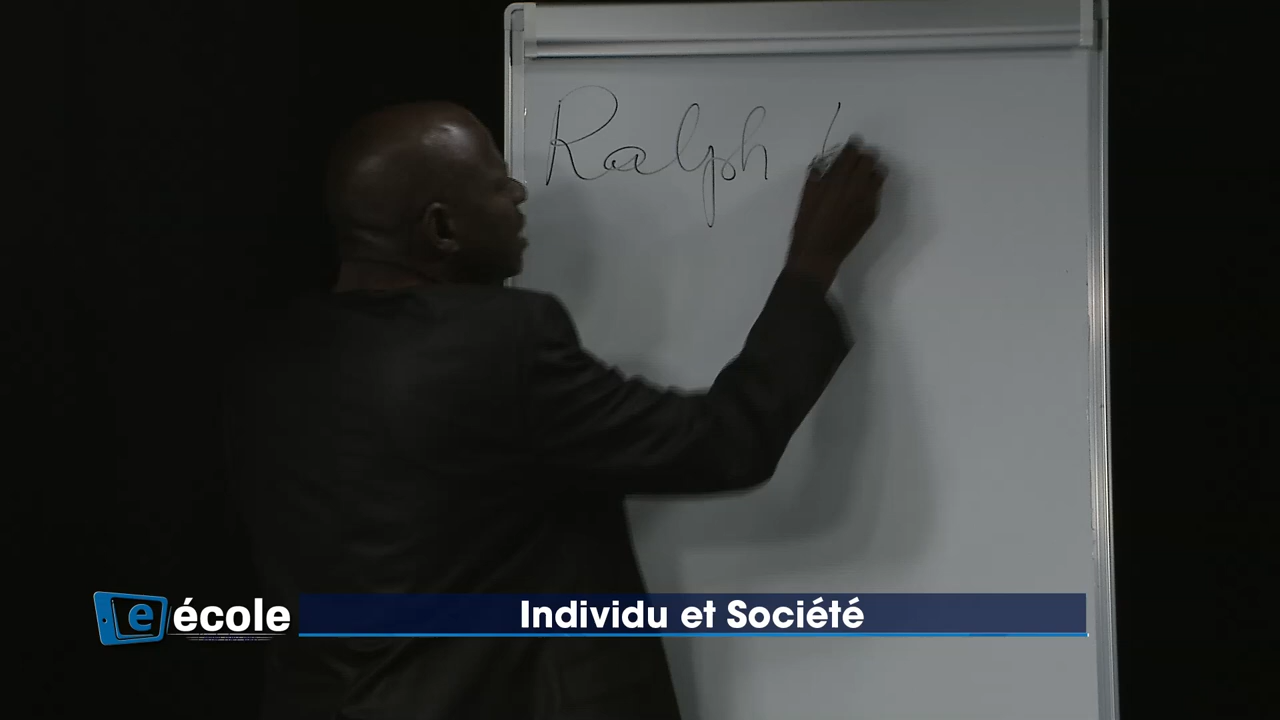 Ralph
e école
Individu et Société